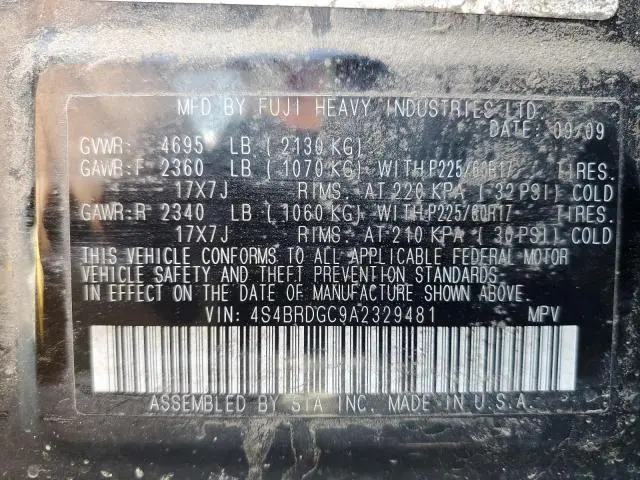 MFD BY FUJI HEAVY INDUSTRIES LTD.
DATE: 09/09
GVWR: 4695 LB (2130 KG)
GAWR:F 2360 LB (1070 KG) WITH P225/60R17 TIRES.
17X7J RIMS. AT 220 KPA (32 PSI) COLD
GAWR:R 2340 LB (1060 KG) WITH P225/60R17 TIRES.
17X7J RIMS. AT 210 KPA (30 PSI) COLD
THIS VEHICLE CONFORMS TO ALL APPLICABLE FEDERAL MOTOR
VEHICLE SAFETY AND THEFT PREVENTION STANDARDS
IN EFFECT ON THE DATE OF MANUFACTURE SHOWN ABOVE.
VIN: 4S4BRDGC9A2329481 MPV
ASSEMBLED BY SIA INC. MADE IN U.S.A.